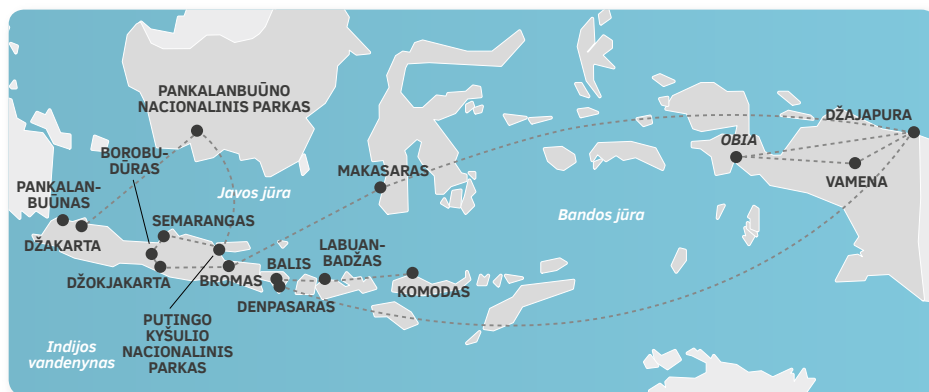 PANKALANBUŪNO
NACIONALINIS PARKAS
BOROBU-
DŪRAS
PANKALAN-
BUŪNAS
DŽAKARTA
SEMARANGAS
Javos jūra
MAKASARAS
DŽAJAPURA
OBIA
VAMENA
Bandos jūra
LABUAN-
BADŽAS
BALIS
DŽOKJAKARTA
BROMAS
DENPASARAS
KOMODAS
PUTINGO
KYŠULIO
NACIONALINIS
PARKAS
Indijos
vandenynas